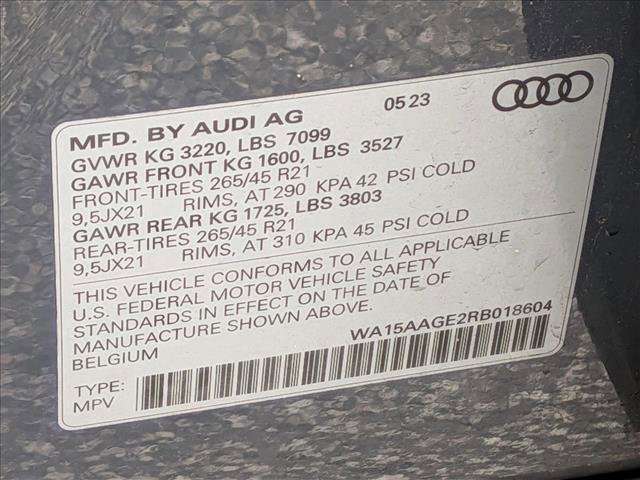 MFD. BY AUDI AG 0523
GVWR KG 3220, LBS 7099
GAWR FRONT KG 1600, LBS 3527
FRONT-TIRES 265/45 R21
9,5JX21 RIMS, AT 290 KPA 42 PSI COLD
GAWR REAR KG 1725, LBS 3803
REAR-TIRES 265/45 R21
9,5JX21 RIMS, AT 310 KPA 45 PSI COLD
THIS VEHICLE CONFORMS TO ALL APPLICABLE
U.S. FEDERAL MOTOR VEHICLE SAFETY
STANDARDS IN EFFECT ON THE DATE OF
MANUFACTURE SHOWN ABOVE.
BELGIUM
WA15AAGE2RB018604
TYPE:
MPV